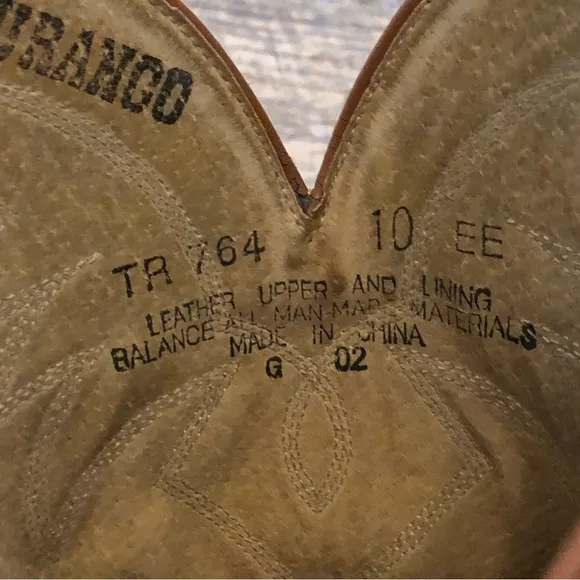 DURANGO
TR 764 10 EE
LEATHER UPPER AND LINING
BALANCE ALL MAN-MADE MATERIALS
MADE IN CHINA
G 02